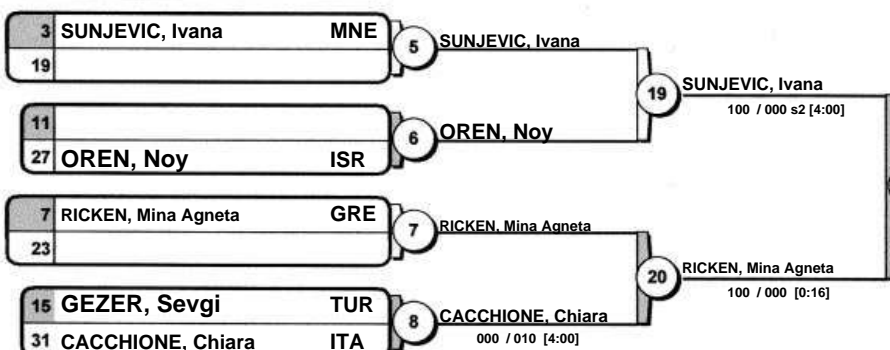 3 SUNJEVIC, Ivana MNE
19
5 SUNJEVIC, Ivana
11
27 OREN, Noy ISR
6 OREN, Noy
19 SUNJEVIC, Ivana
100 / 000 s2 [4:00]
7 RICKEN, Mina Agneta GRE
23
7 RICKEN, Mina Agneta
15 GEZER, Sevgi TUR
31 CACCHIONE, Chiara ITA
8 CACCHIONE, Chiara
000 / 010 [4:00]
20 RICKEN, Mina Agneta
100 / 000 [0:16]